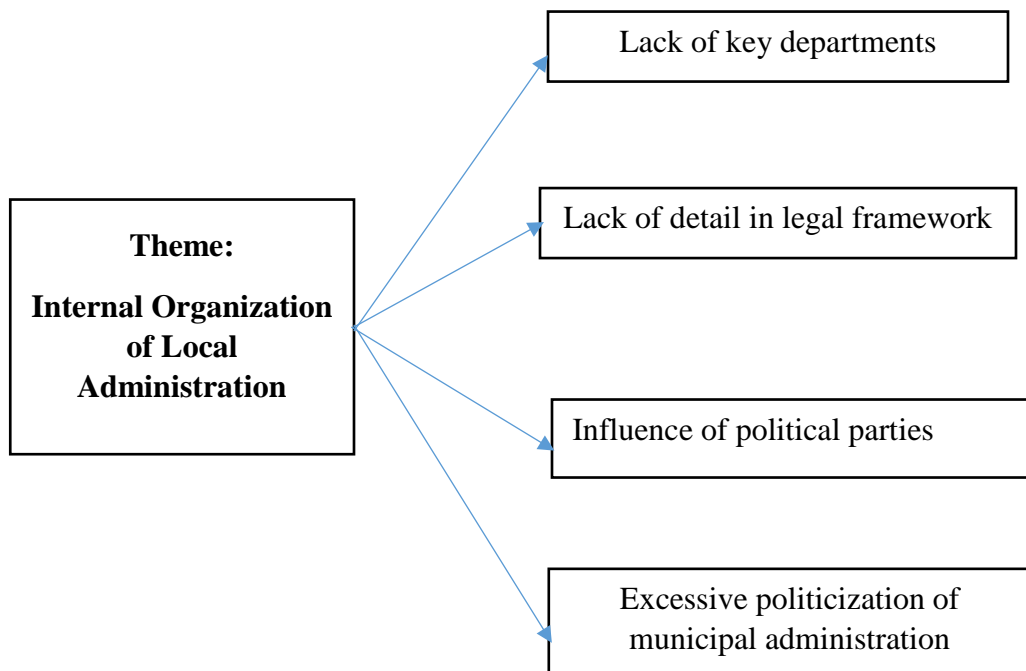 Lack of key departments
Lack of detail in legal framework
Theme:
Internal Organization
of Local
Administration
Influence of political parties
Excessive politicization of
municipal administration